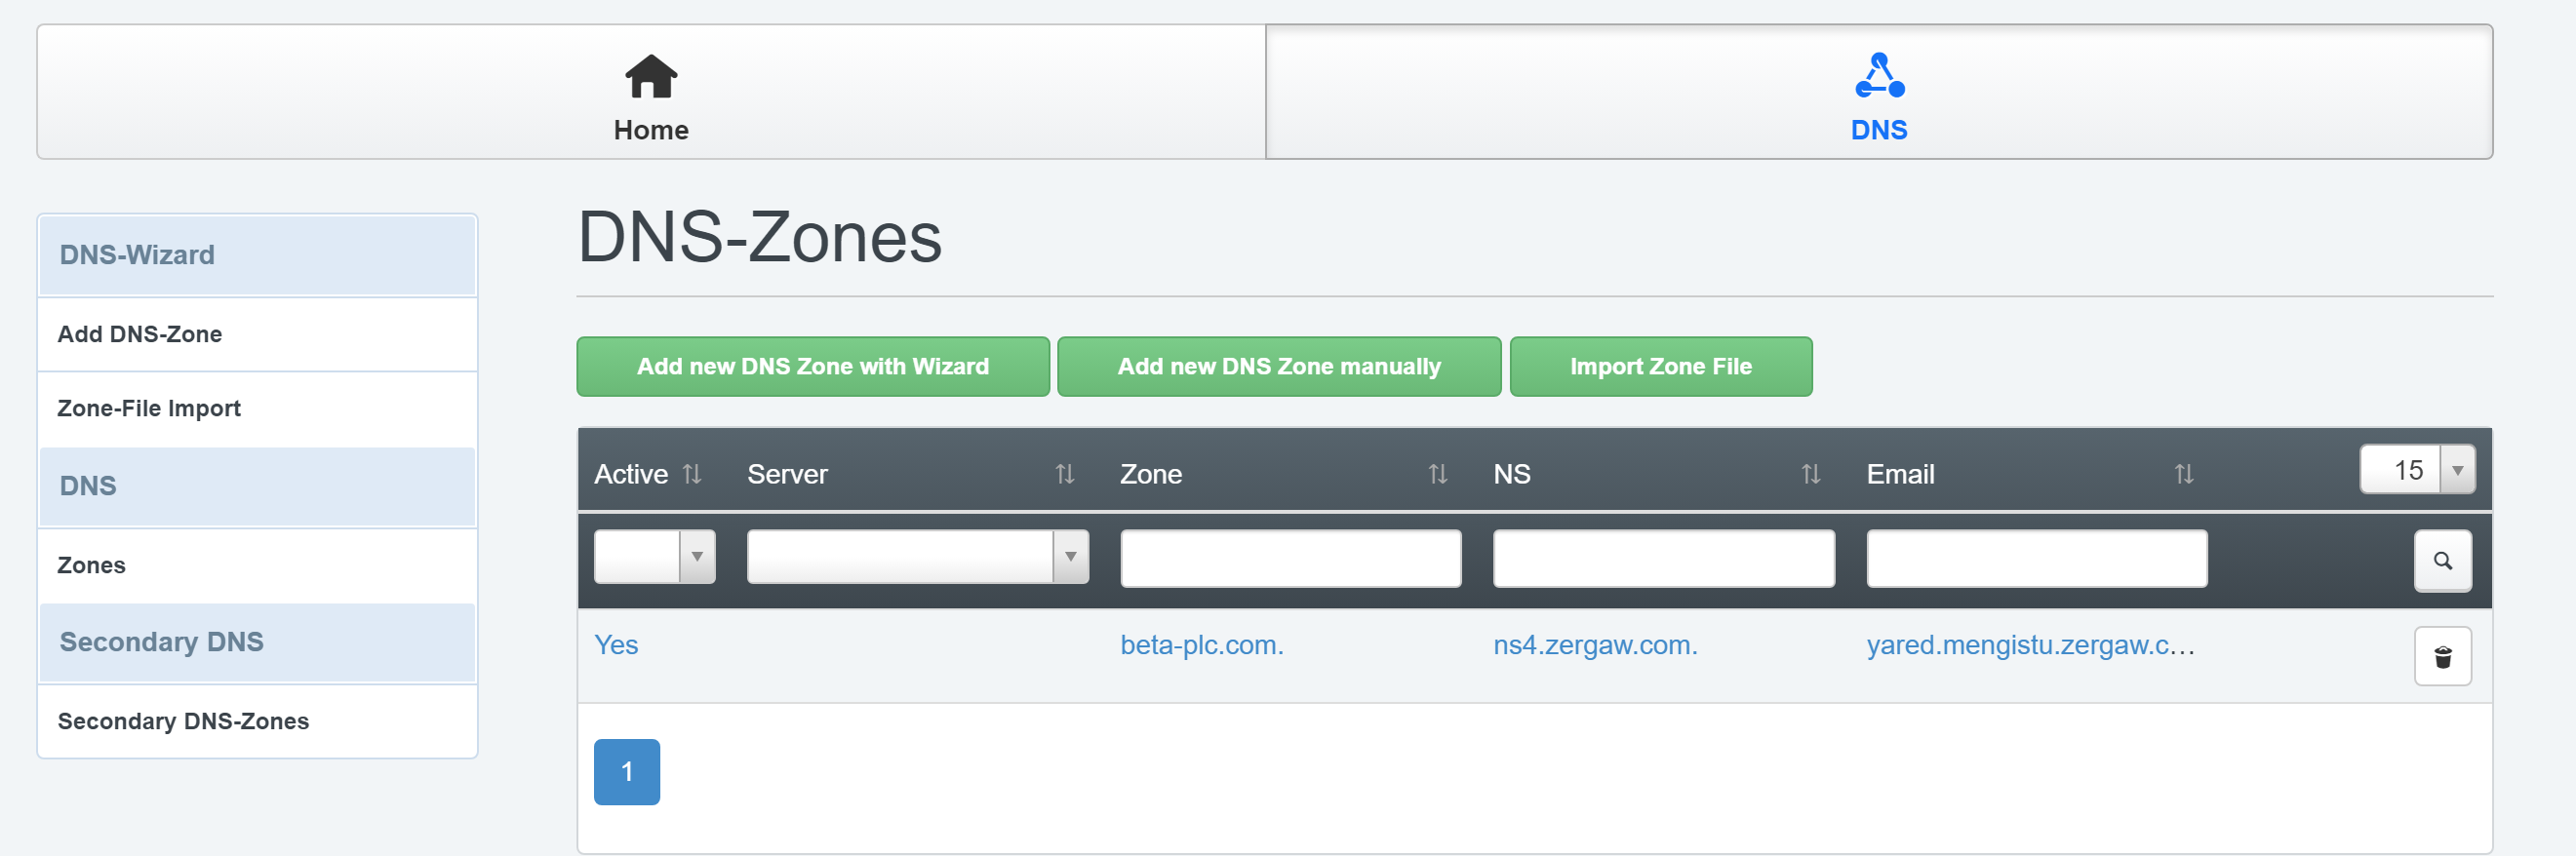 Home
DNS
DNS-Wizard
Add DNS-Zone
Zone-File Import
DNS
Zones
Secondary DNS
Secondary DNS-Zones
DNS-Zones
Add new DNS Zone with Wizard
Add new DNS Zone manually
Import Zone File
Active Server Zone NS Email 15
Yes beta-plc.com. ns4.zergaw.com. yared.mengistu.zergaw.c...
1